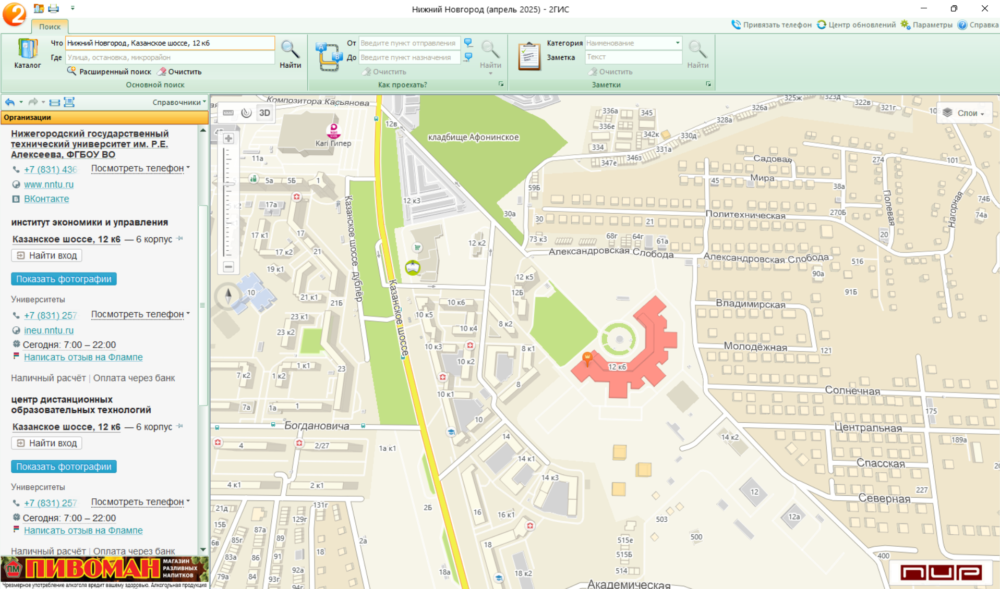 Нижний Новгород (апрель 2025) - 2ГИС
Поиск
Привязать телефон
Центр обновлений
Параметры
Справка
Каталог
Что
Нижний Новгород, Казанское шоссе, 12 к6
Где
Улица, остановка, микрорайон
Расширенный поиск
Очистить
Найти
Основной поиск
От
Введите пункт отправления
До
Введите пункт назначения
Очистить
Найти
Как проехать?
Категория
Наименование
Заметка
Текст
Очистить
Найти
Заметки
Справочники
Организации
Нижегородский государственный
технический университет им. Р.Е.
Алексеева, ФГБОУ ВО
+7 (831) 436
Посмотреть телефон
www.nntu.ru
ВКонтакте
институт экономики и управления
Казанское шоссе, 12 к6 — 6 корпус
Найти вход
Показать фотографии
Университеты
+7 (831) 257
Посмотреть телефон
ineu.nntu.ru
Сегодня: 7:00 – 22:00
Написать отзыв на Флампе
Наличный расчёт | Оплата через банк
центр дистанционных
образовательных технологий
Казанское шоссе, 12 к6 — 6 корпус
Найти вход
Показать фотографии
Университеты
+7 (831) 257
Посмотреть телефон
Сегодня: 7:00 – 22:00
Написать отзыв на Флампе
Наличный расчёт | Оплата через банк
ПМ
ПИВОМАН
МАГАЗИН
РАЗЛИВНЫХ
НАПИТКОВ
Чрезмерное употребление алкоголя вредит вашему здоровью. Алкогольная продукция
3D
Слои
Композитора Касьянова
12в
Kari Гипер
kari
kids
кладбище Афонинское
336а
345
336е
342к
334
347е
346з
331а
330д
328а
326а
325ж
323д
322в
321г
Садовая
274
101
Мира
45
38а
74Б
Полевая
Нагорная
270Б
74а
20
Политехническая
21
30
30а
59Б
73 к3
68г
64г
61а
Александровская Слобода
Александровская Слобода
51б
90а
91Б
Владимирская
Молодёжная
121
Солнечная
175
Центральная
189а
Спасская
227
Северная
11а
5а
5Б
1
17а
17
17 к1
17 к2
21
19 к1
10
21 к1
21Б
23 к1
23 к2
23
1 к1
1 к2
7 к2
7а
1а
1
Казанское шоссе дублёр
Казанское шоссе
12 к3
12 к2
12 к5
12Б
10 к6
10 к5
10 к4
10 к3
10 к2
10 к1
10
8 к2
8 к1
8
12 к6
14
14 к1
14 к3
14 к2
Богдановича
4
2/27
1а к1
4 к1
2 к1
131г
21д
129г
15Б
87а
85г
89
6в
83а
86
91
18
2а
79а
84
93г
92а
94г
2Б
16
16 к1
18
18а
18 к2
503
500
515е
515Б
514
12
12а
400
Академическая